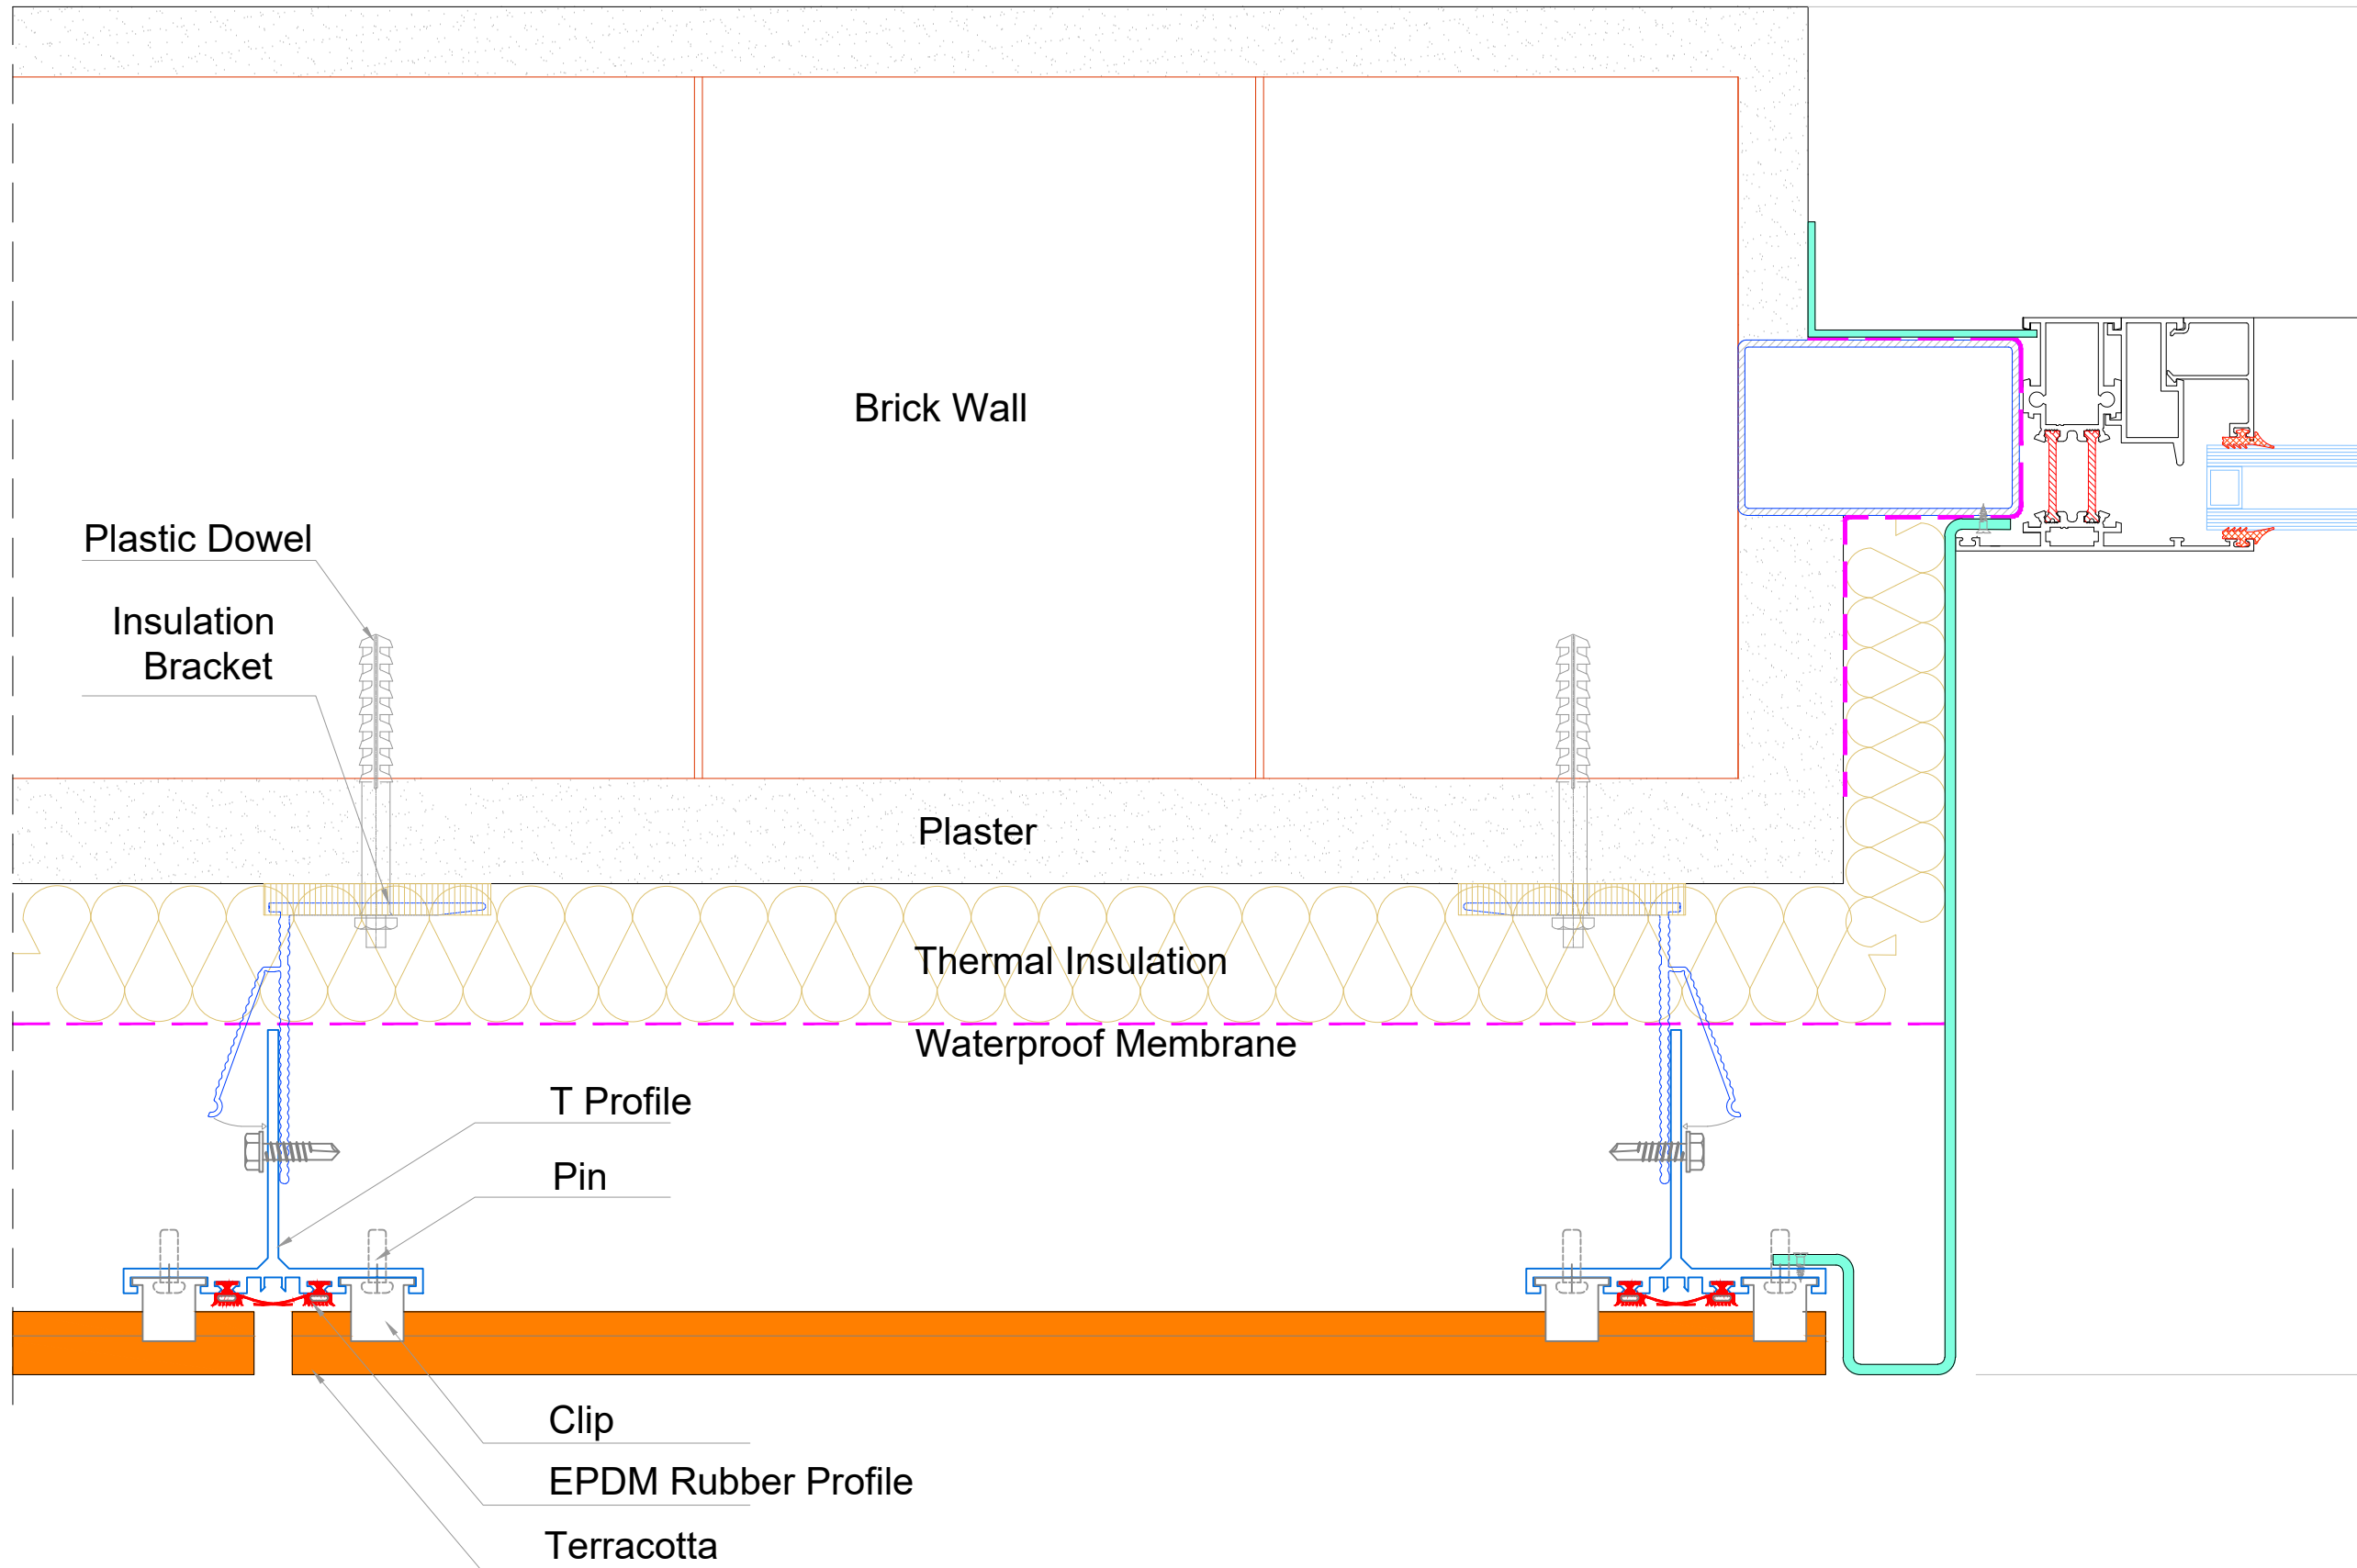 Brick Wall
Plastic Dowel
Insulation
Bracket
Plaster
Thermal Insulation
Waterproof Membrane
T Profile
Pin
Clip
EPDM Rubber Profile
Terracotta